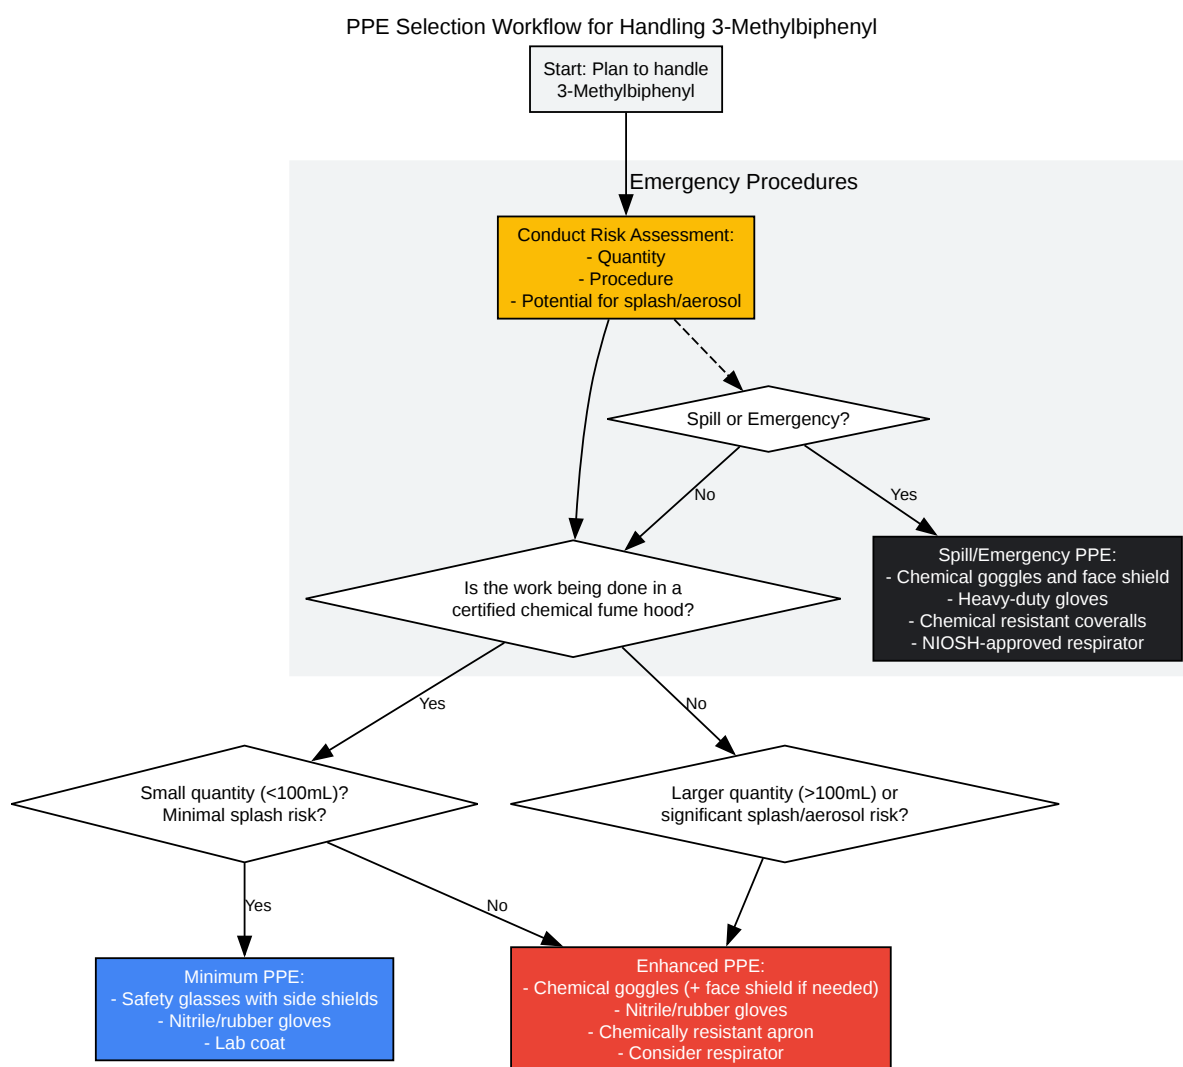 PPE Selection Workflow for Handling 3-Methylbiphenyl
Start: Plan to handle
3-Methylbiphenyl
Emergency Procedures
Conduct Risk Assessment:
- Quantity
- Procedure
- Potential for splash/aerosol
Spill or Emergency?
No
Yes
Spill/Emergency PPE:
- Chemical goggles and face shield
- Heavy-duty gloves
- Chemical resistant coveralls
- NIOSH-approved respirator
Is the work being done in a
certified chemical fume hood?
Yes
No
Small quantity (<100mL)?
Minimal splash risk?
Larger quantity (>100mL) or
significant splash/aerosol risk?
Yes
No
Minimum PPE:
- Safety glasses with side shields
- Nitrile/rubber gloves
- Lab coat
Enhanced PPE:
- Chemical goggles (+ face shield if needed)
- Nitrile/rubber gloves
- Chemically resistant apron
- Consider respirator